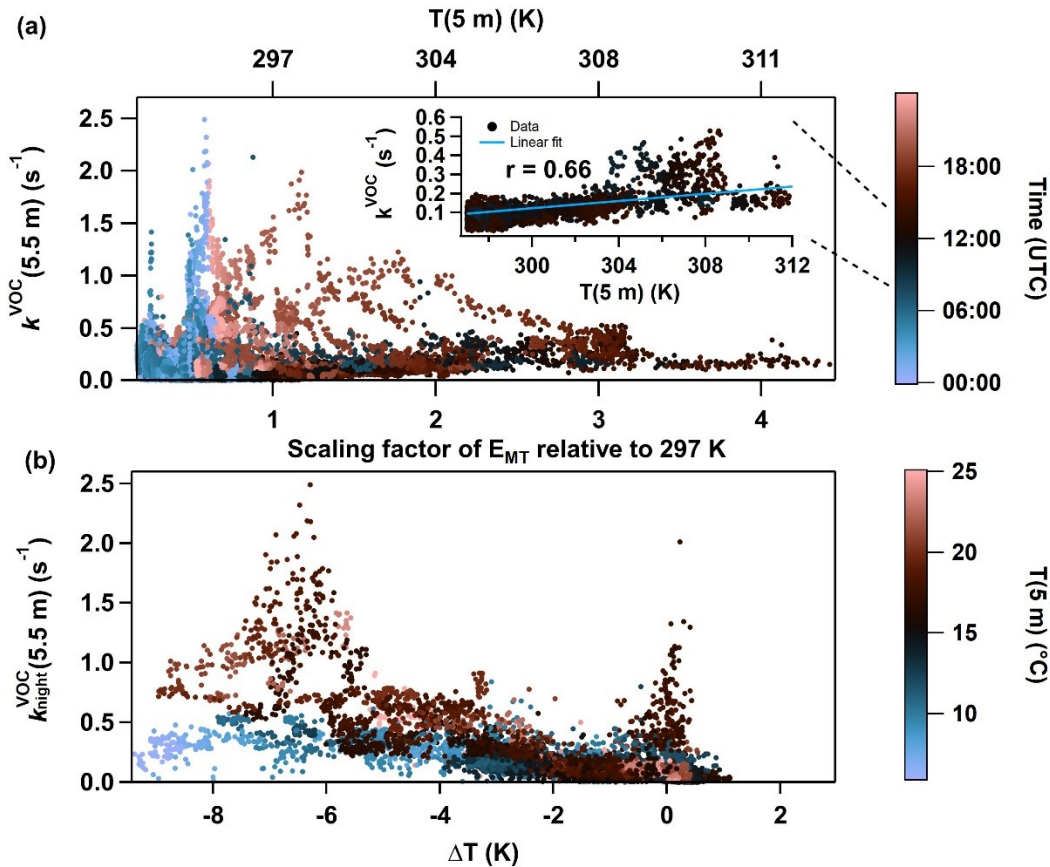 (a)
T(5 m) (K)
297 304 308 311
k^VOC (5.5 m) (s^-1)
2.5
2.0
1.5
1.0
0.5
0.0
k^VOC (s^-1)
0.6
0.5
0.4
0.3
0.2
0.1
Data
Linear fit
r = 0.66
300 304 308 312
T(5 m) (K)
1 2 3 4
Scaling factor of E_MT relative to 297 K
18:00
12:00
06:00
00:00
Time (UTC)
(b)
k^VOC_night (5.5 m) (s^-1)
2.5
2.0
1.5
1.0
0.5
0.0
-8 -6 -4 -2 0 2
ΔT (K)
25
20
15
10
T(5 m) (°C)